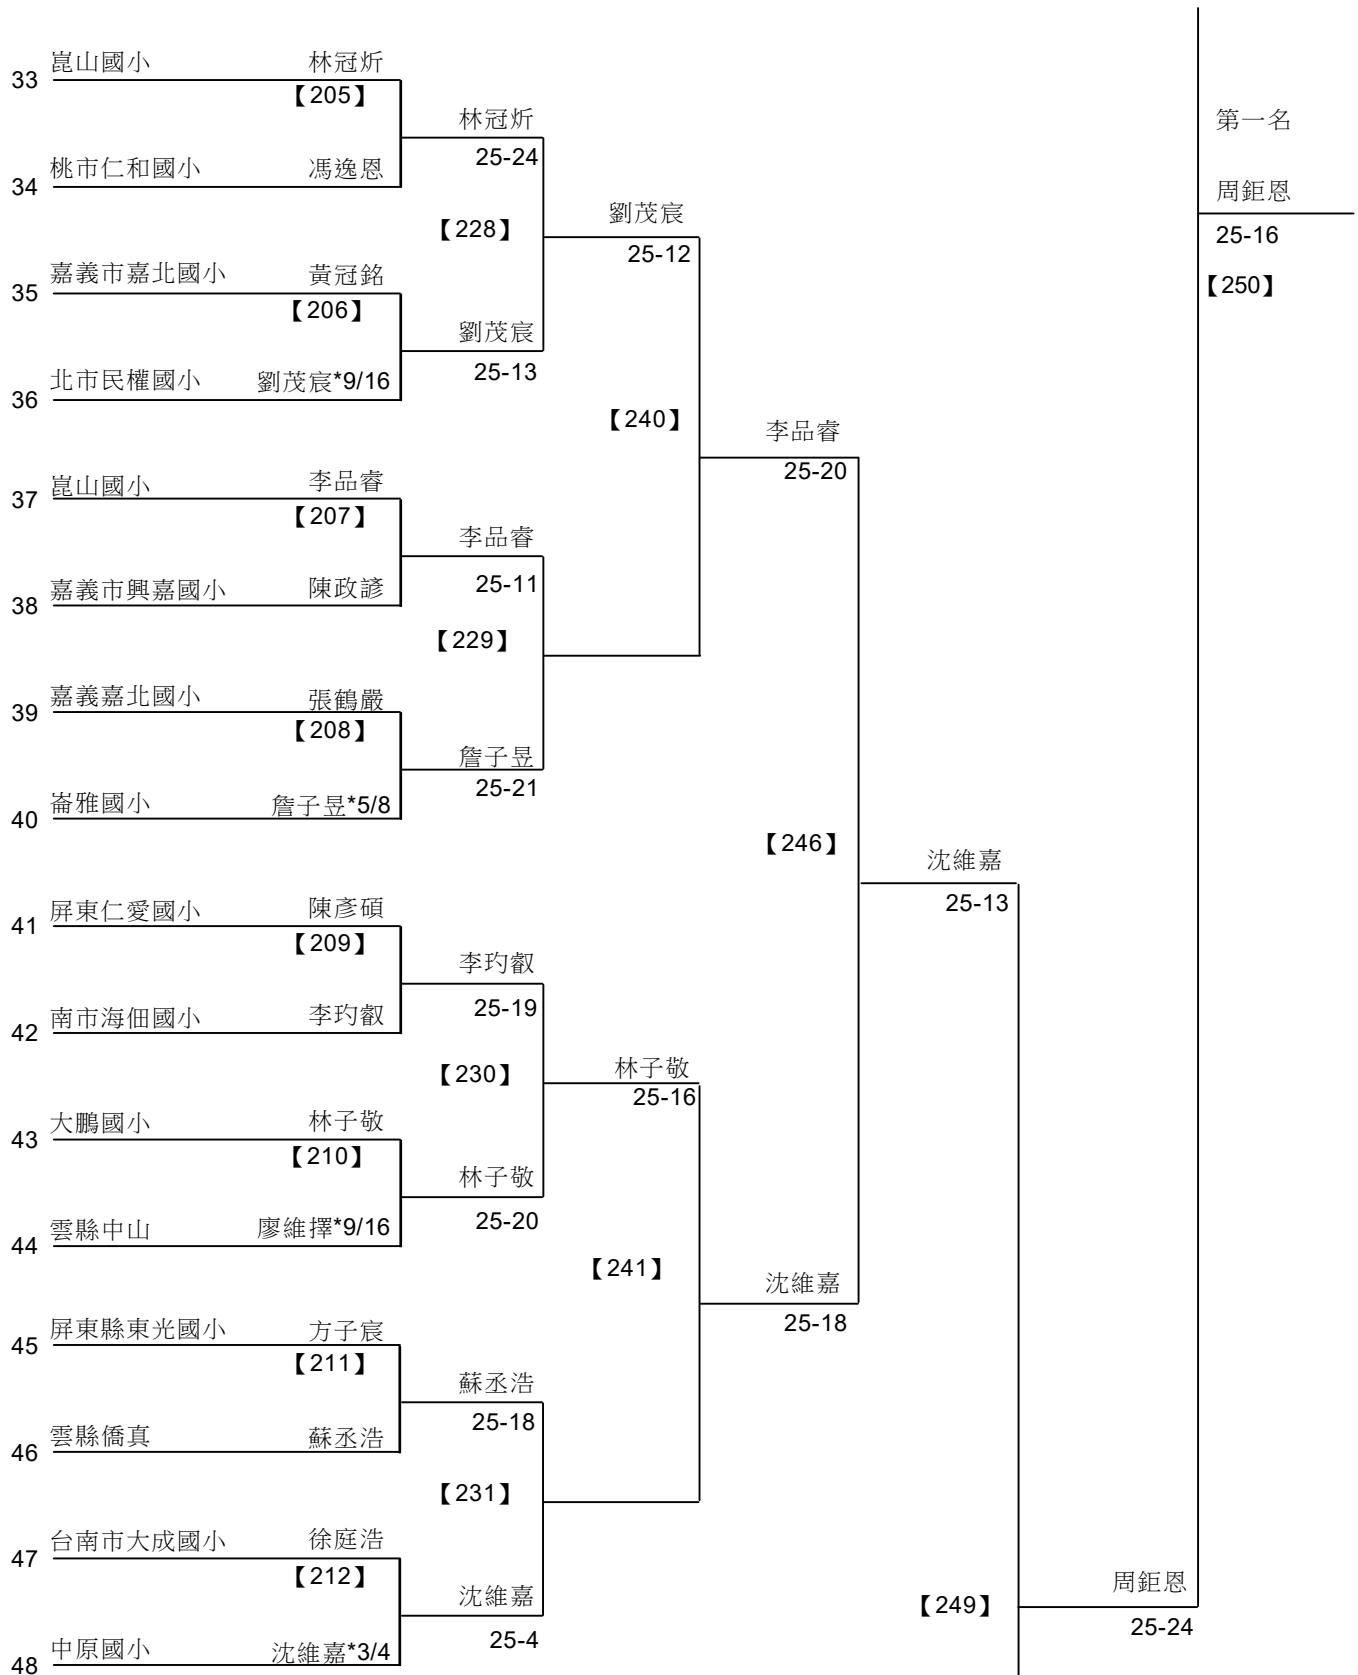 33 崑山國小 林冠炘
【205】
林冠炘
25-24
第一名
34 桃市仁和國小 馮逸恩
周鉅恩
25-16
【250】
【228】
劉茂宸
25-12
35 嘉義市嘉北國小 黃冠銘
【206】
劉茂宸
25-13
36 北市民權國小 劉茂宸*9/16
【240】
李品睿
25-20
37 崑山國小 李品睿
【207】
李品睿
25-11
38 嘉義市興嘉國小 陳政諺
【229】
39 嘉義嘉北國小 張鶴嚴
【208】
詹子昱
25-21
40 崙雅國小 詹子昱*5/8
【246】
沈維嘉
25-13
41 屏東仁愛國小 陳彥碩
【209】
李玓叡
25-19
42 南市海佃國小 李玓叡
【230】
林子敬
25-16
43 大鵬國小 林子敬
【210】
林子敬
25-20
44 雲縣中山 廖維擇*9/16
【241】
沈維嘉
25-18
45 屏東縣東光國小 方子宸
【211】
蘇丞浩
25-18
46 雲縣僑真 蘇丞浩
【231】
47 台南市大成國小 徐庭浩
【212】
沈維嘉
25-4
【249】
周鉅恩
25-24
48 中原國小 沈維嘉*3/4